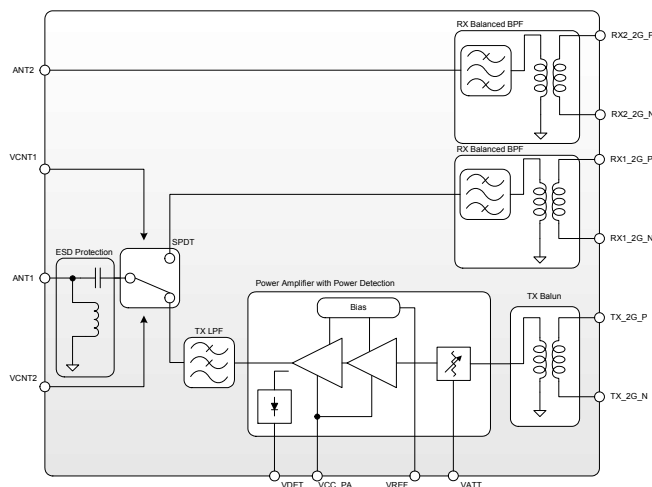 RX Balanced BPF
RX2_2G_P
ANT2
RX2_2G_N
RX Balanced BPF
VCNT1
RX1_2G_P
SPDT
RX1_2G_N
ESD Protection
ANT1
Power Amplifier with Power Detection
TX Balun
Bias
TX_2G_P
TX LPF
VCNT2
TX_2G_N
VDET
VCC_PA
VREF
VATT